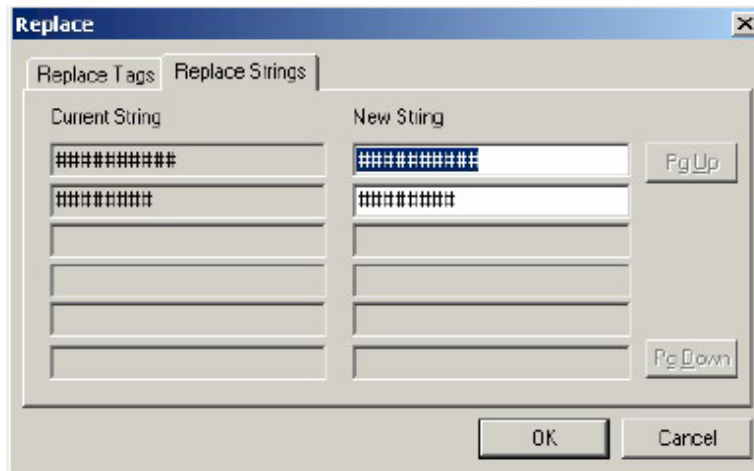 Replace
Replace Tags Replace Strings
Current String New String
########## ########## Pg Up
######## ########
Pg Down
OK Cancel